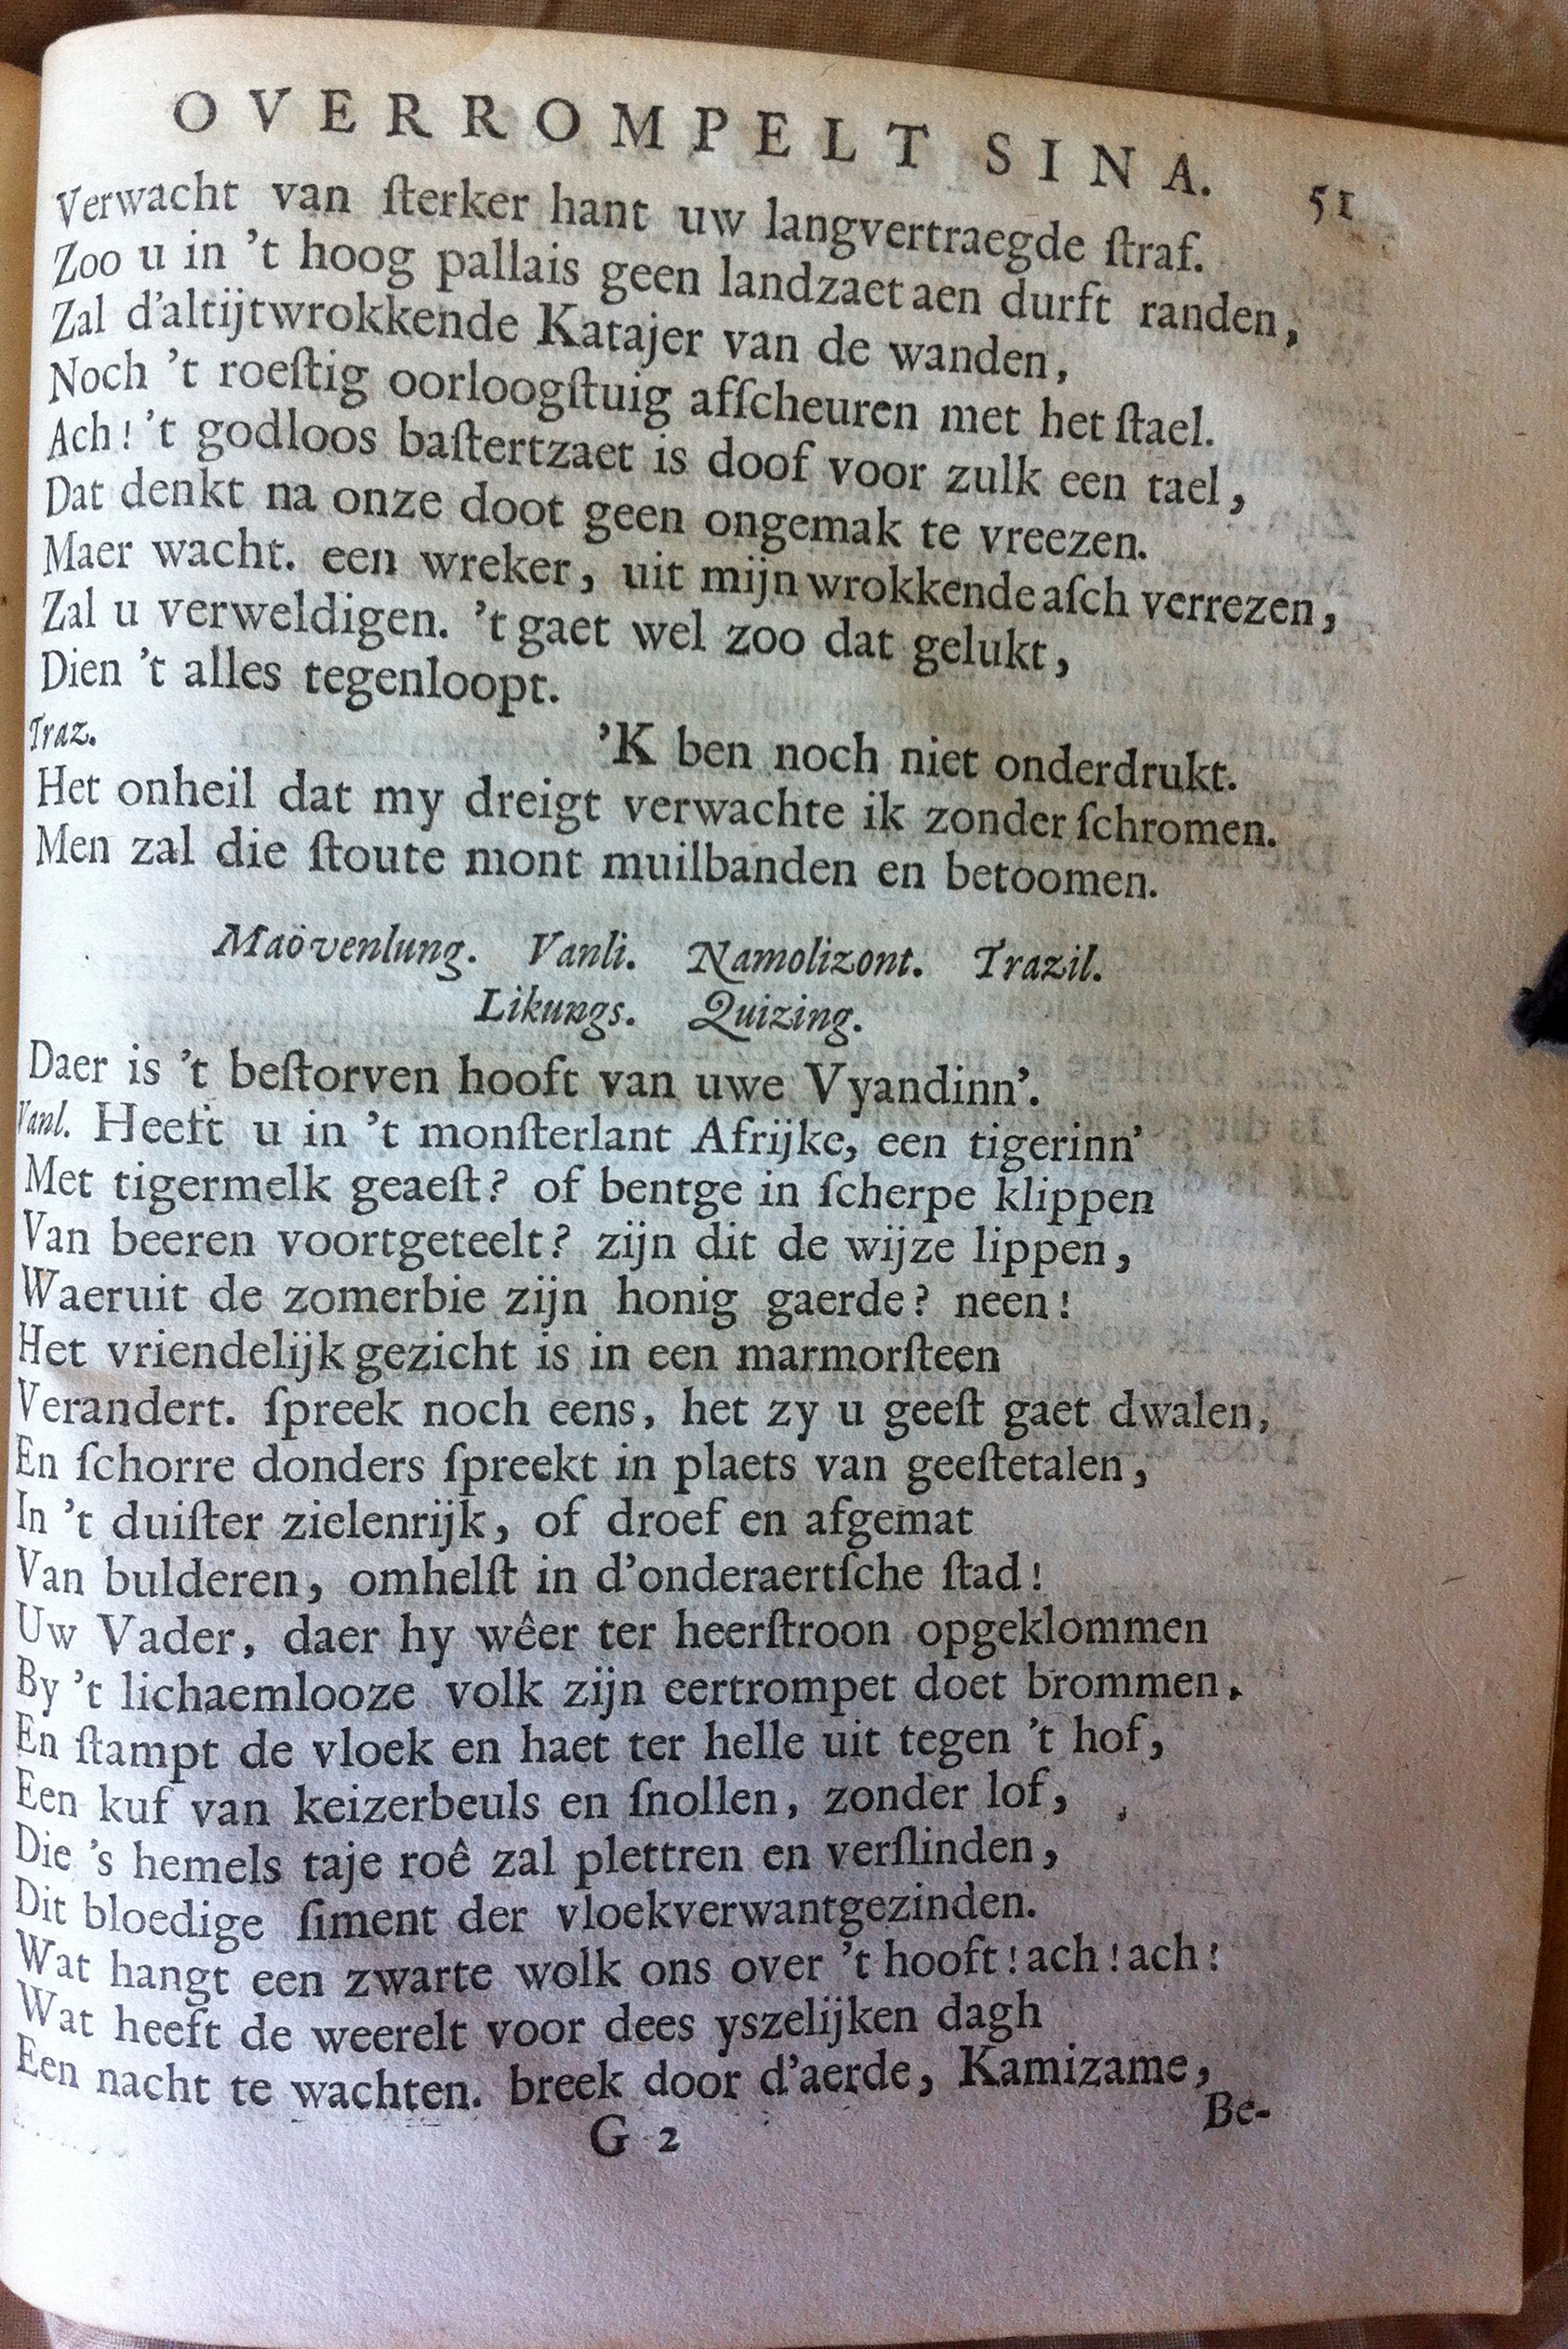 OVERROMPELT SINA. 51
Verwacht van ſterker hant uw langvertraegde ſtraf.
Zoo u in 't hoog pallais geen landzaet aen durft randen,
Zal d'altijtwrokkende Katajer van de wanden,
Noch 't roeſtig oorloogſtuig afſcheuren met het ſtael.
Ach! 't godloos baſtertzaet is doof voor zulk een tael,
Dat denkt na onze doot geen ongemak te vreezen.
Maer wacht. een wreker, uit mijn wrokkende aſch verrezen,
Zal u verweldigen. 't gaet wel zoo dat gelukt,
Dien 't alles tegenloopt.
Traz. 'K ben noch niet onderdrukt.
Het onheil dat my dreigt verwachte ik zonder ſchromen.
Men zal die ſtoute mont muilbanden en betoomen.
Maövenlung. Vanli. Namolizont. Trazil.
Likungs. Quizing.
Daer is 't beſtorven hooft van uwe Vyandinn'.
Vanl. Heeft u in 't monſterlant Afrijke, een tigerinn'
Met tigermelk geaeſt? of bentge in ſcherpe klippen
Van beeren voortgeteelt? zijn dit de wijze lippen,
Waeruit de zomerbie zijn honig gaerde? neen!
Het vriendelijk gezicht is in een marmorſteen
Verandert. ſpreek noch eens, het zy u geeſt gaet dwalen,
En ſchorre donders ſpreekt in plaets van geeſtetalen,
In 't duiſter zielenrijk, of droef en afgemat
Van bulderen, omhelſt in d'onderaertſche ſtad!
Uw Vader, daer hy wêer ter heerſtroon opgeklommen
By 't lichaemlooze volk zijn eertrompet doet brommen.
En ſtampt de vloek en haet ter helle uit tegen 't hof,
Een kuf van keizerbeuls en ſnollen, zonder lof,
Die 's hemels taje roê zal plettren en verſlinden,
Dit bloedige ſiment der vloekverwantgezinden.
Wat hangt een zwarte wolk ons over 't hooft! ach! ach!
Wat heeft de weerelt voor dees yszelijken dagh
Een nacht te wachten. breek door d'aerde, Kamizame,
Be-
G 2